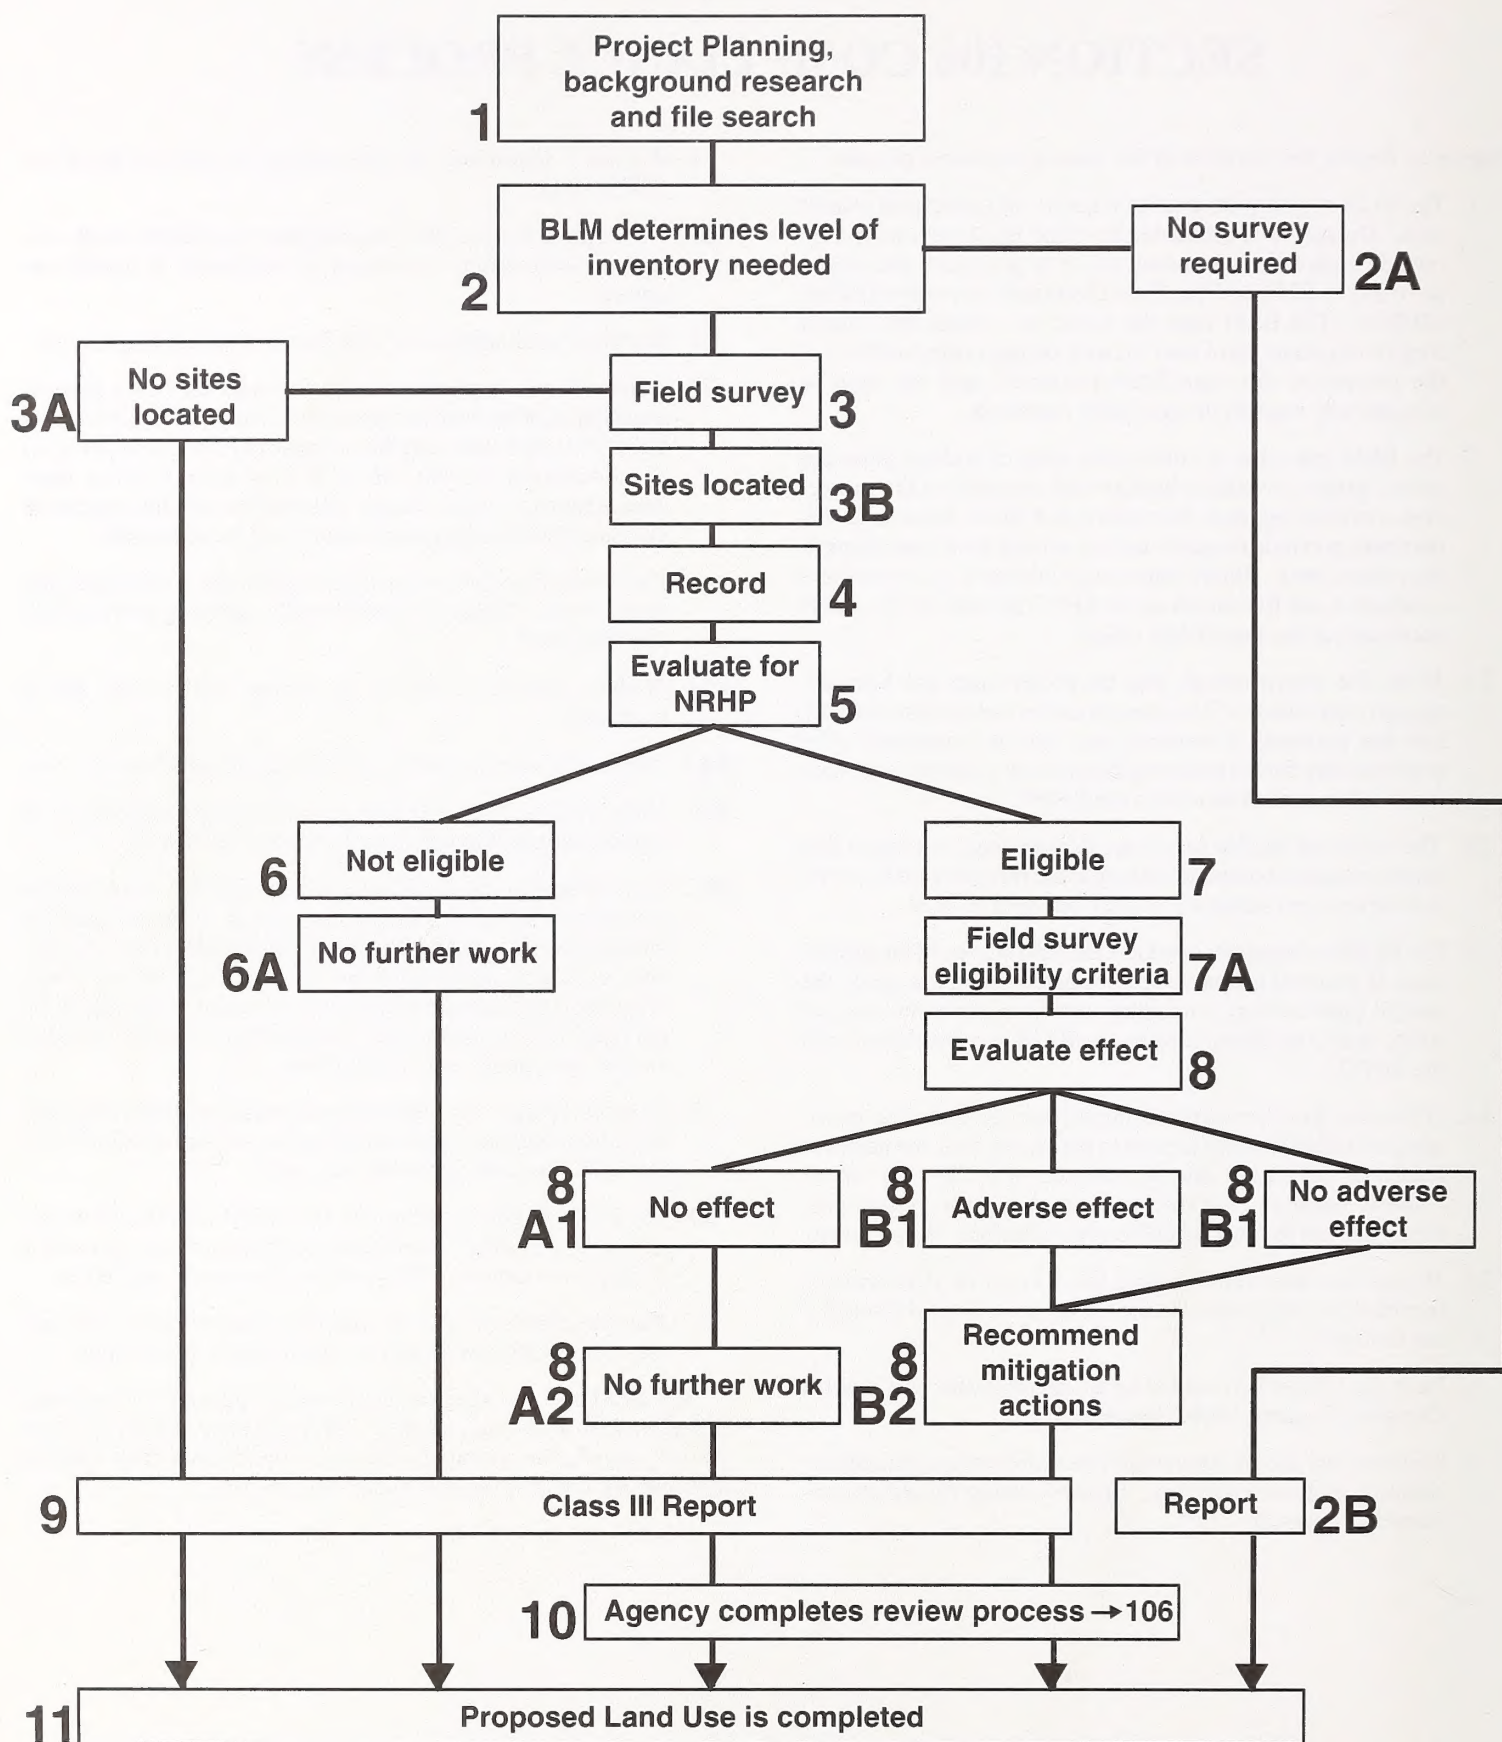 Project Planning,
background research
and file search
1
BLM determines level of
inventory needed
2
No survey
required
2A
No sites
located
3A
Field survey
3
Sites located
3B
Record
4
Evaluate for
NRHP
5
Not eligible
6
No further work
6A
Eligible
7
Field survey
eligibility criteria
7A
Evaluate effect
8
8
A1
No effect
8
B1
Adverse effect
8
B1
No adverse
effect
8
A2
No further work
8
B2
Recommend
mitigation
actions
9
Class III Report
Report
2B
10
Agency completes review process →106
11
Proposed Land Use is completed